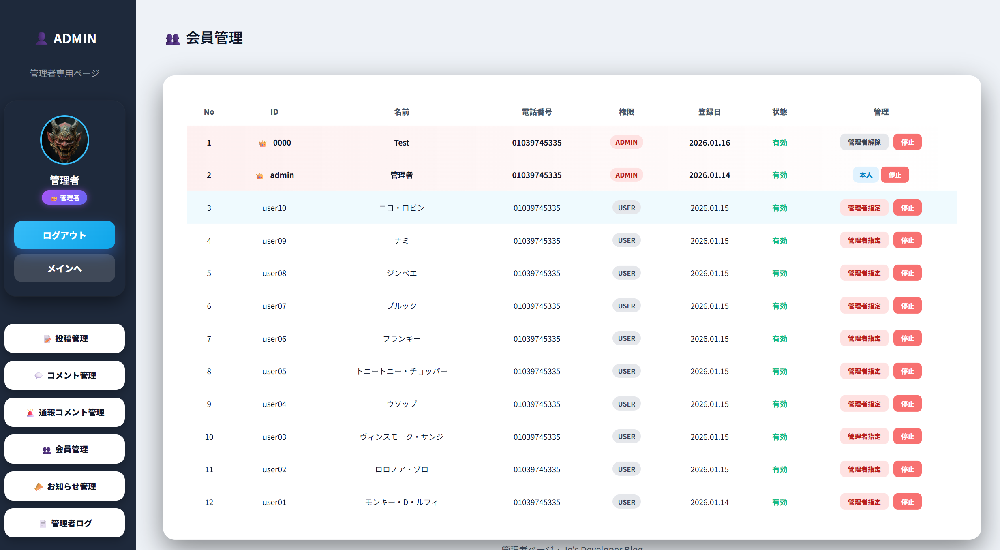 ADMIN
管理者専用ページ
管理者
管理者
ログアウト
メインへ
投稿管理
コメント管理
通報コメント管理
会員管理
お知らせ管理
管理者ログ
会員管理
No ID 名前 電話番号 権限 登録日 状態 管理
1 0000 Test 01039745335 ADMIN 2026.01.16 有効 管理者解除 停止
2 admin 管理者 01039745335 ADMIN 2026.01.14 有効 本人 停止
3 user10 ニコ・ロビン 01039745335 USER 2026.01.15 有効 管理者指定 停止
4 user09 ナミ 01039745335 USER 2026.01.15 有効 管理者指定 停止
5 user08 ジンベエ 01039745335 USER 2026.01.15 有効 管理者指定 停止
6 user07 ブルック 01039745335 USER 2026.01.15 有効 管理者指定 停止
7 user06 フランキー 01039745335 USER 2026.01.15 有効 管理者指定 停止
8 user05 トニートニー・チョッパー 01039745335 USER 2026.01.15 有効 管理者指定 停止
9 user04 ウソップ 01039745335 USER 2026.01.15 有効 管理者指定 停止
10 user03 ヴィンスモーク・サンジ 01039745335 USER 2026.01.15 有効 管理者指定 停止
11 user02 ロロノア・ゾロ 01039745335 USER 2026.01.15 有効 管理者指定 停止
12 user01 モンキー・D・ルフィ 01039745335 USER 2026.01.14 有効 管理者指定 停止
管理者ページ・ Jo's Developer Blog